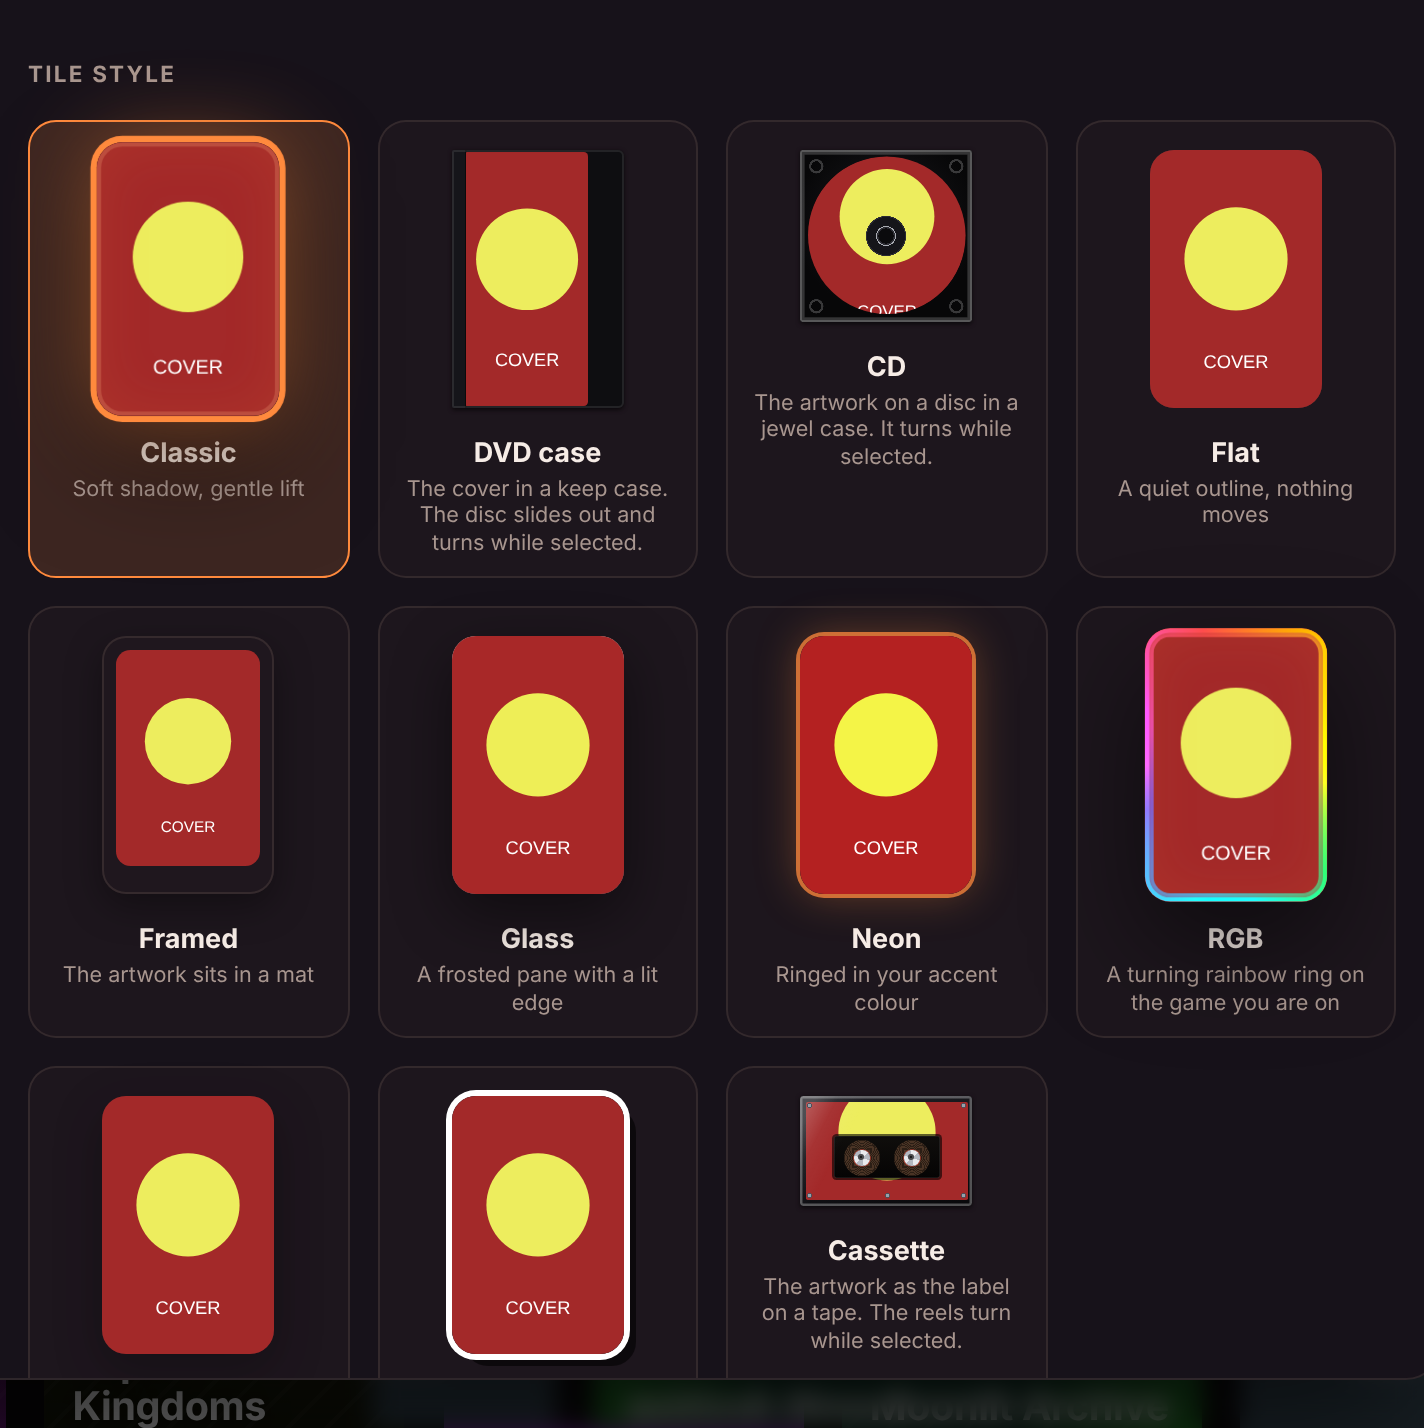 TILE STYLE
COVER
Classic
Soft shadow, gentle lift
COVER
DVD case
The cover in a keep case.
The disc slides out and
turns while selected.
COVER
CD
The artwork on a disc in a
jewel case. It turns while
selected.
COVER
Flat
A quiet outline, nothing
moves
COVER
Framed
The artwork sits in a mat
COVER
Glass
A frosted pane with a lit
edge
COVER
Neon
Ringed in your accent
colour
COVER
RGB
A turning rainbow ring on
the game you are on
COVER
COVER
Cassette
The artwork as the label
on a tape. The reels turn
while selected.
Kingdoms
Moonlit Archive